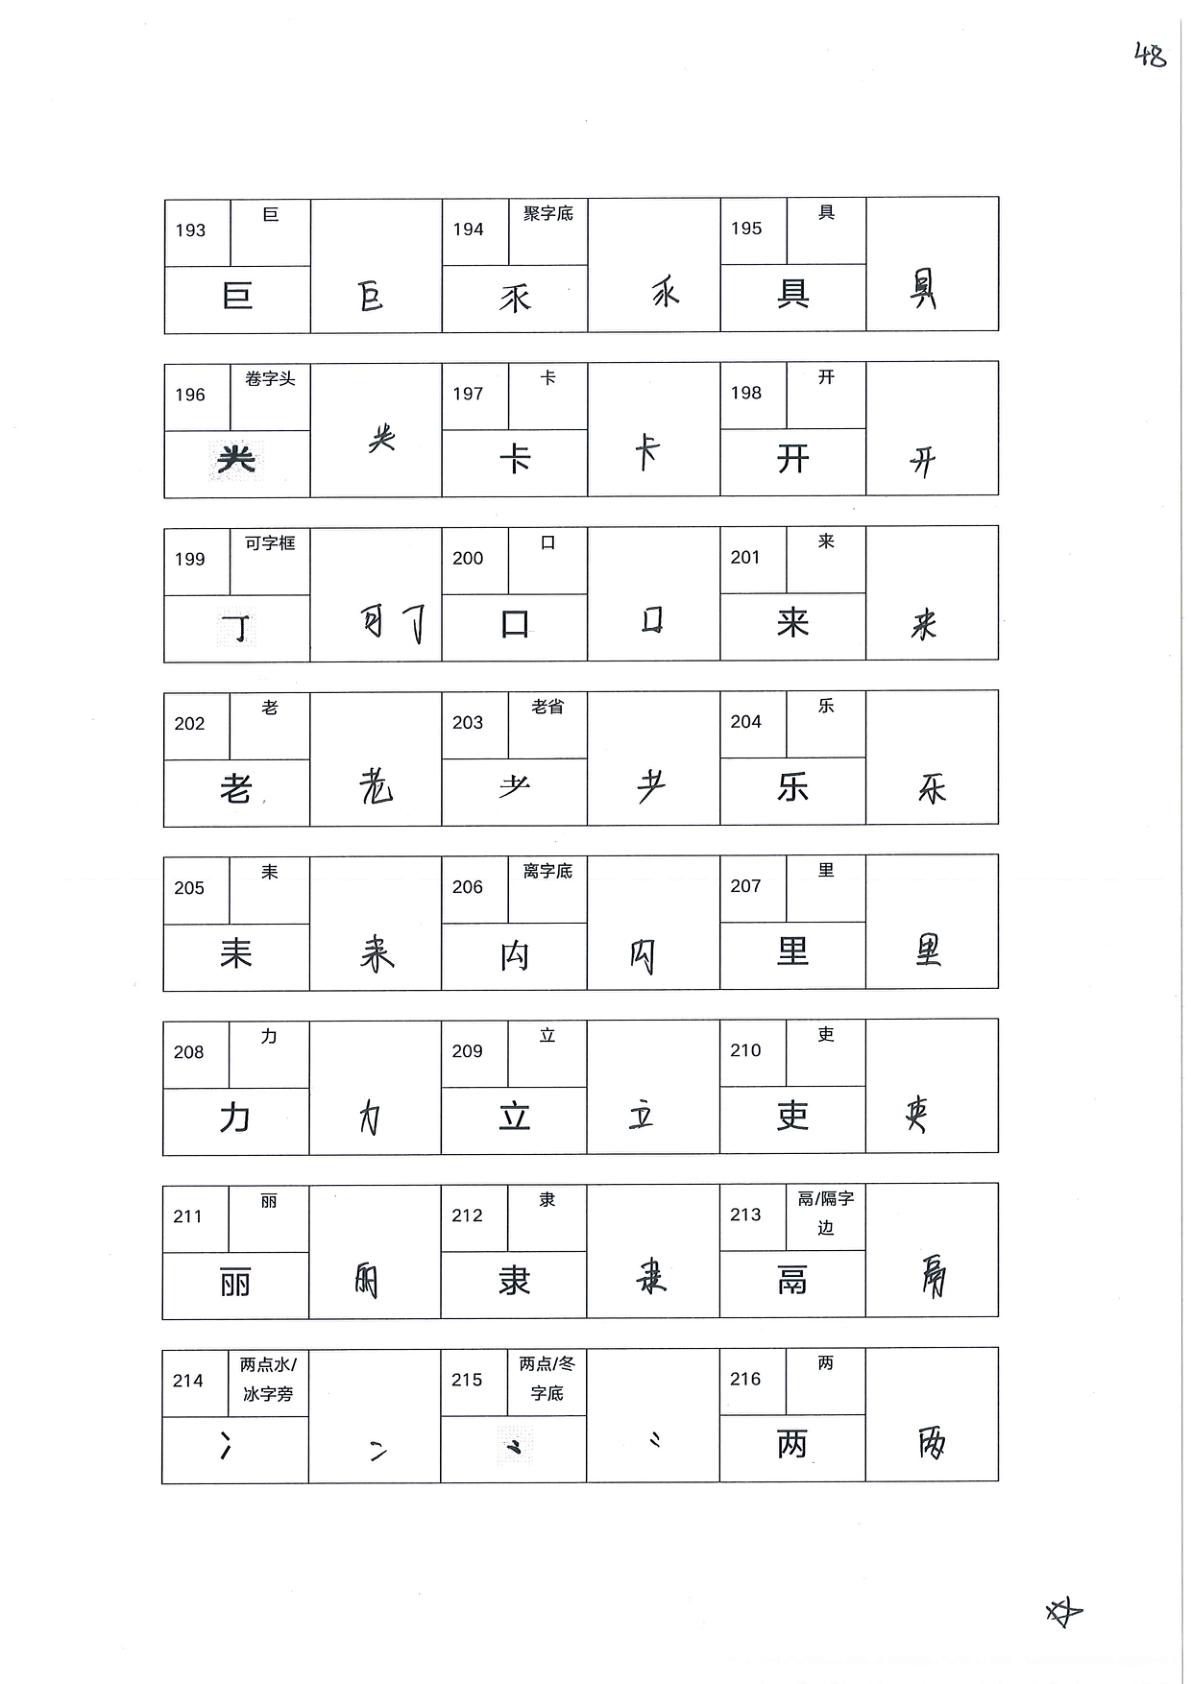 48
193 巨 194 聚字底 195 具
巨 巨 乑 乑 具 具
196 卷字头 197 卡 198 开
龹 龹 卡 卡 开 开
199 可字框 200 口 201 来
丁 可 丁 口 口 来 来
202 老 203 老省 204 乐
老 老 耂 耂 乐 乐
205 耒 206 离字底 207 里
耒 耒 禸 禸 里 里
208 力 209 立 210 吏
力 力 立 立 吏 吏
211 丽 212 隶 213 鬲/隔字
边
丽 丽 隶 隶 鬲 鬲
214 两点水/ 215 两点/冬 216 两
冰字旁 字底
冫 冫 ⺀ ⺀ 两 两